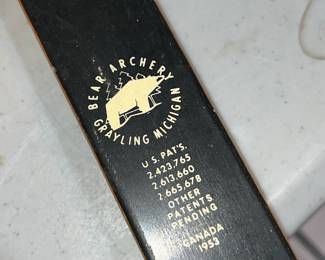 BEAR ARCHERY
GRAYLING MICHIGAN
U.S. PAT'S.
2,423,765
2,613,660
2,665,678
OTHER
PATENTS
PENDING
CANADA
1953